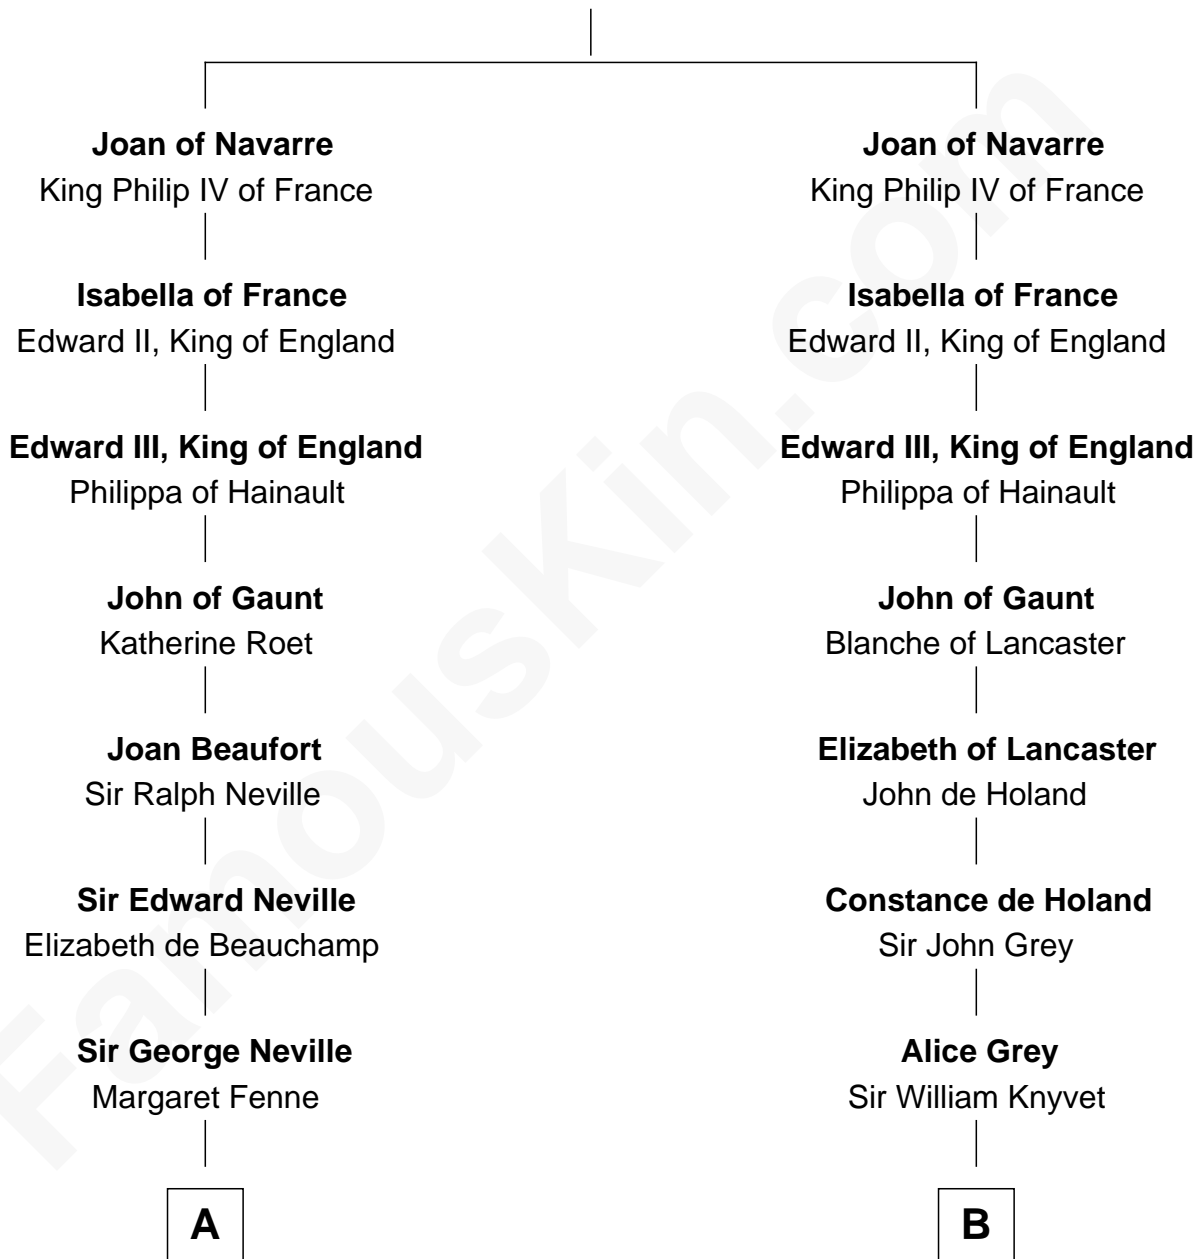 Joan of Navarre
King Philip IV of France
Isabella of France
Edward II, King of England
Edward III, King of England
Philippa of Hainault
John of Gaunt
Katherine Roet
Joan Beaufort
Sir Ralph Neville
Sir Edward Neville
Elizabeth de Beauchamp
Sir George Neville
Margaret Fenne
A
Joan of Navarre
King Philip IV of France
Isabella of France
Edward II, King of England
Edward III, King of England
Philippa of Hainault
John of Gaunt
Blanche of Lancaster
Elizabeth of Lancaster
John de Holand
Constance de Holand
Sir John Grey
Alice Grey
Sir William Knyvet
B
FamousKin.com